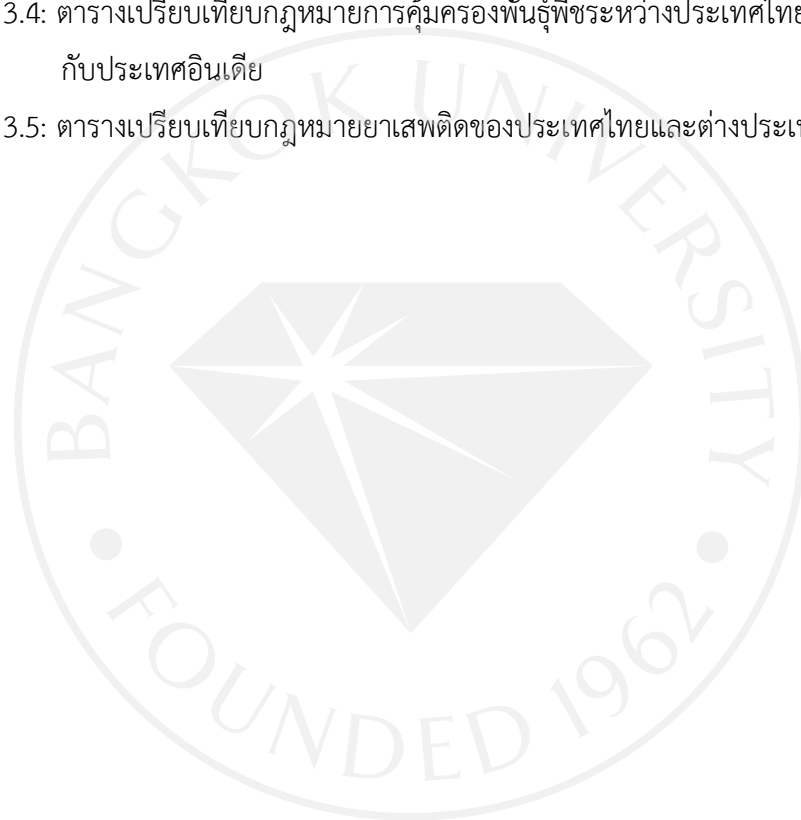 3.4: ตารางเปรียบเทียบกฎหมายการคุ้มครองพันธุ์พืชระหว่างประเทศไทย
กับประเทศอินเดีย
3.5: ตารางเปรียบเทียบกฎหมายยาเสพติดของประเทศไทยและต่างประเท
BANGKOK UNIVERSITY
FOUNDED 1962